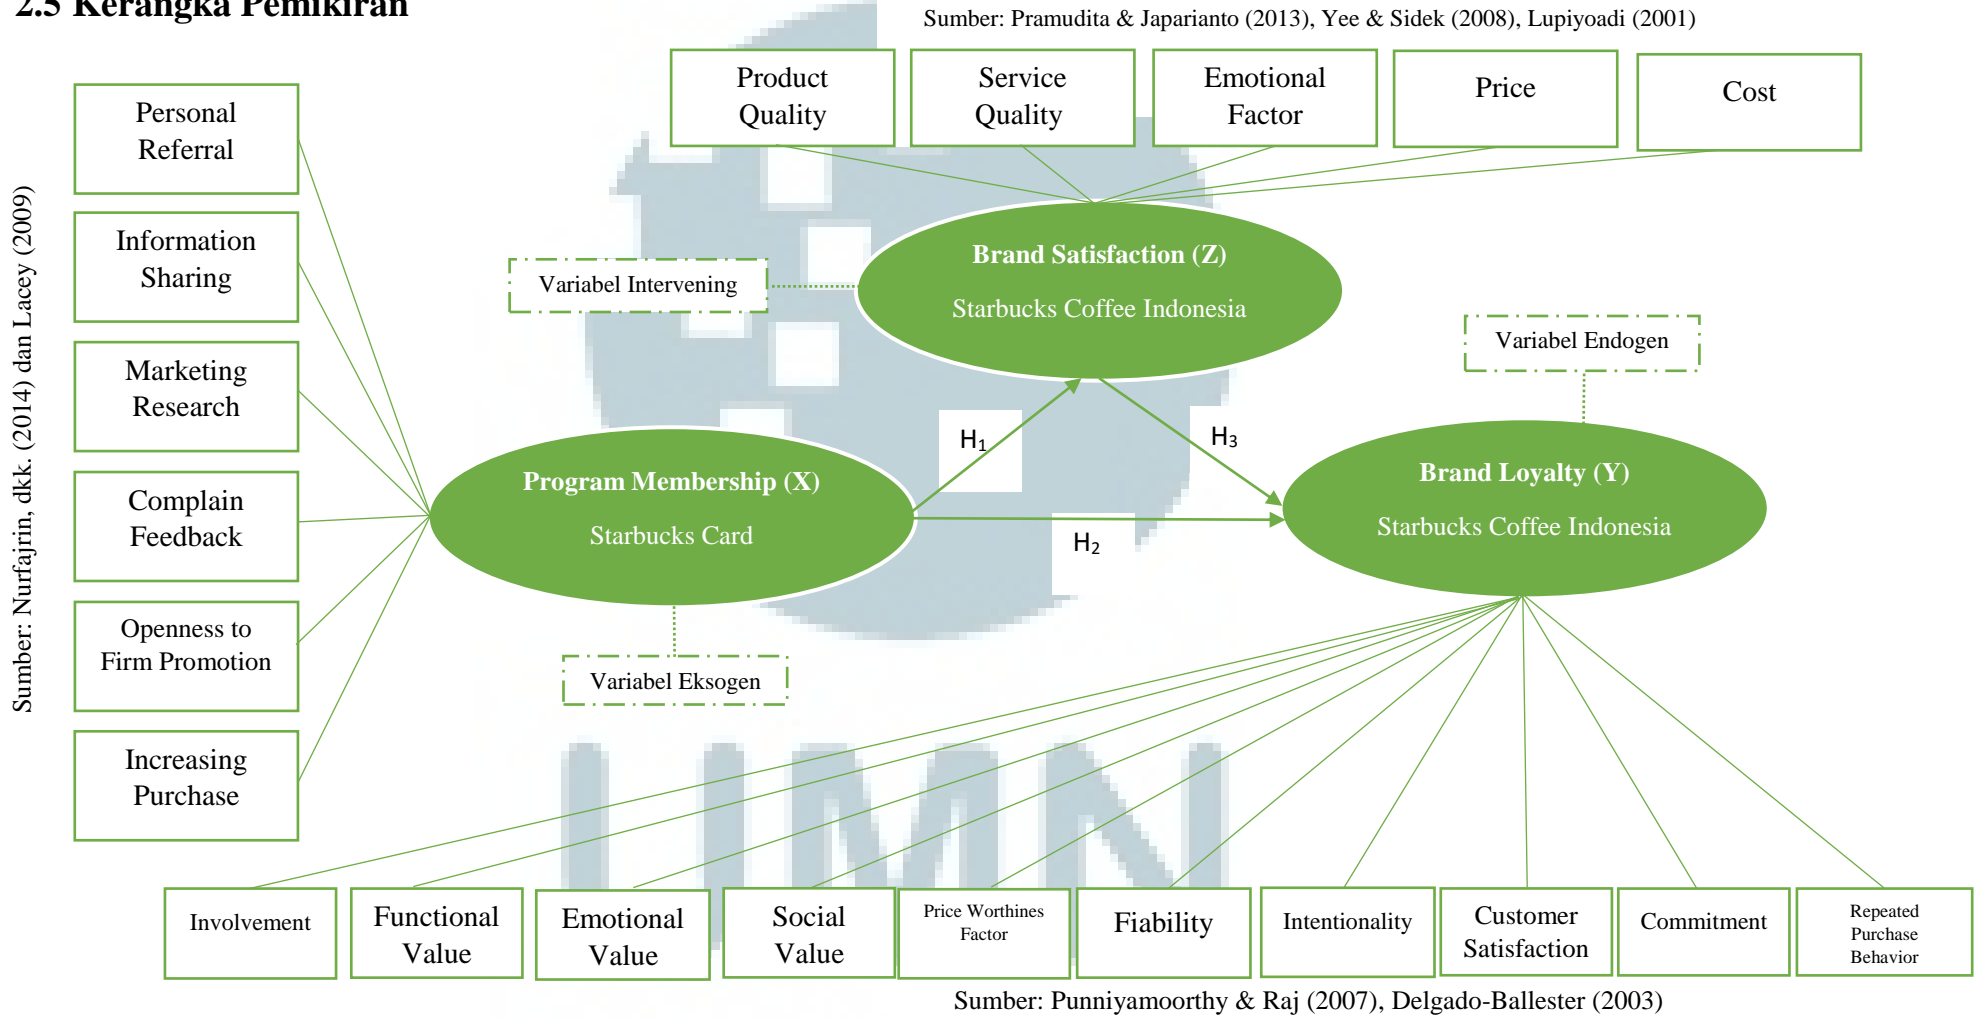 2.5 Kerangka Pemikiran
Sumber: Pramudita & Japarianto (2013), Yee & Sidek (2008), Lupiyoadi (2001)
Product
Quality
Service
Quality
Emotional
Factor
Price
Cost
Sumber: Nurfajrin, dkk. (2014) dan Lacey (2009)
Personal
Referral
Information
Sharing
Marketing
Research
Complain
Feedback
Openness to
Firm Promotion
Increasing
Purchase
Variabel Intervening
Brand Satisfaction (Z)
Starbucks Coffee Indonesia
Variabel Endogen
H1
H3
Program Membership (X)
Starbucks Card
Brand Loyalty (Y)
Starbucks Coffee Indonesia
H2
Variabel Eksogen
UMN
Involvement
Functional
Value
Emotional
Value
Social
Value
Price Worthines
Factor
Fiability
Intentionality
Customer
Satisfaction
Commitment
Repeated
Purchase
Behavior
Sumber: Punniyamoorthy & Raj (2007), Delgado-Ballester (2003)